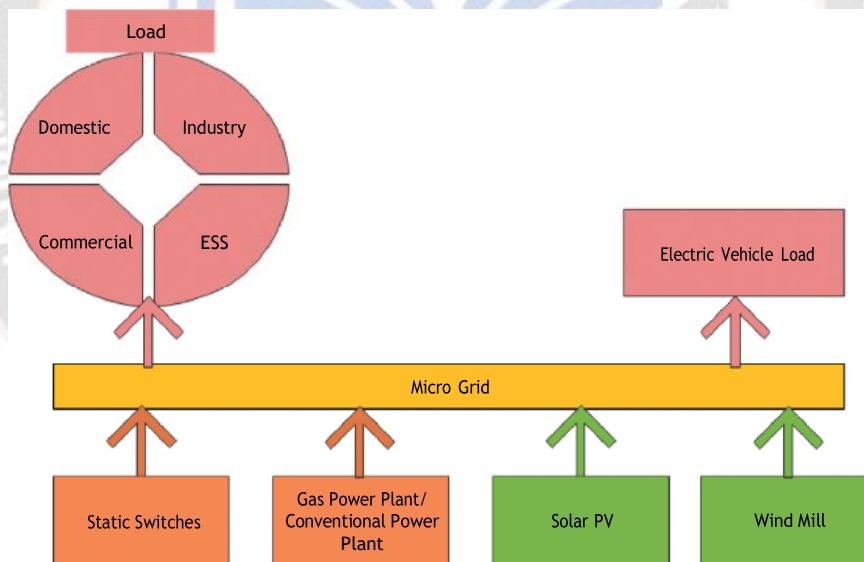 Load
Domestic
Industry
Commercial
ESS
Electric Vehicle Load
Micro Grid
Static Switches
Gas Power Plant/
Conventional Power
Plant
Solar PV
Wind Mill